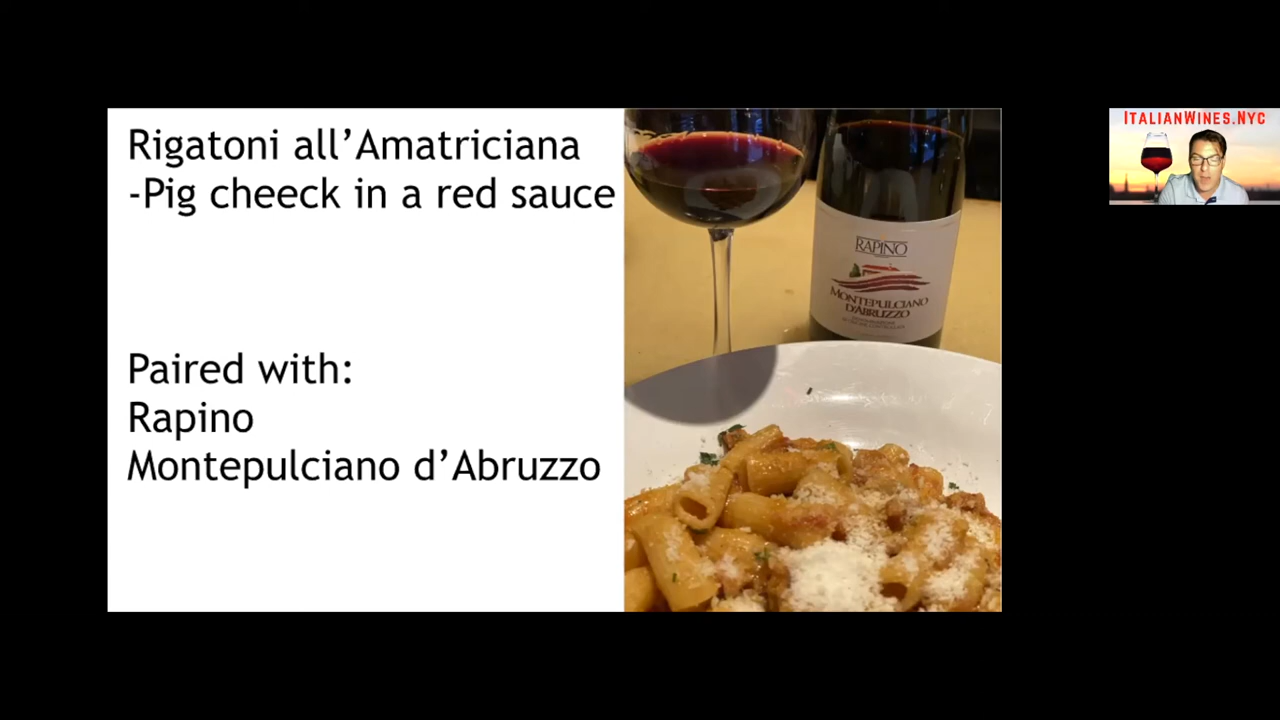 Rigatoni all’Amatriciana
-Pig cheeck in a red sauce
Paired with:
Rapino
Montepulciano d’Abruzzo
RAPINO
MONTEPULCIANO
D'ABRUZZO
ITALIANWINES.NYC